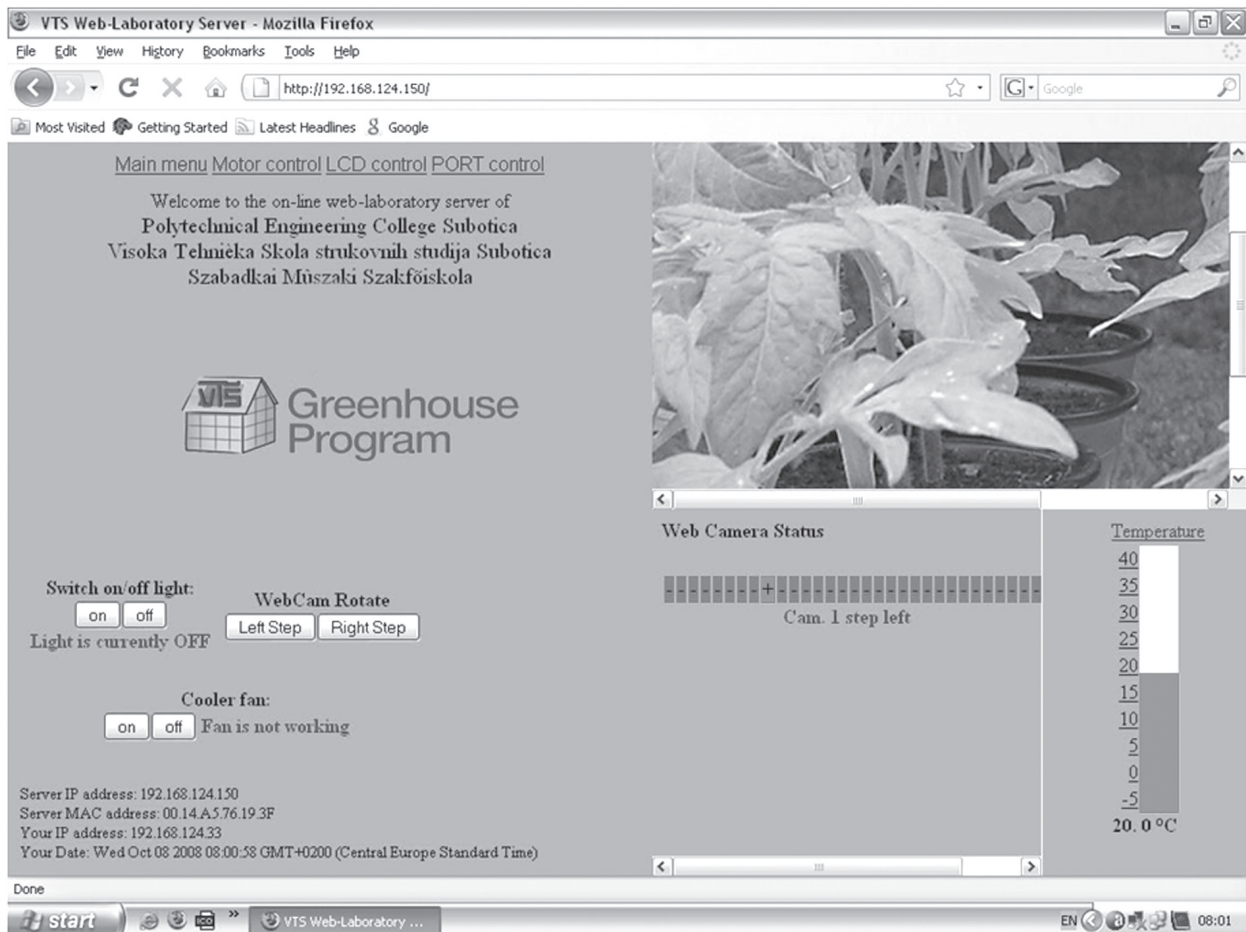 VTS Web-Laboratory Server - Mozilla Firefox
File Edit View History Bookmarks Tools Help
http://192.168.124.150/
G Google
Most Visited Getting Started Latest Headlines Google
Main menu Motor control LCD control PORT control
Welcome to the on-line web-laboratory server of
Polytechnical Engineering College Subotica
Visoka Tehnièka Skola strukovnih studija Subotica
Szabadkai Mûszaki Szakfõiskola
VTS
Greenhouse
Program
Switch on/off light:
on off
Light is currently OFF
WebCam Rotate
Left Step Right Step
Cooler fan:
on off Fan is not working
Server IP address: 192.168.124.150
Server MAC address: 00.14.A5.76.19.3F
Your IP address: 192.168.124.33
Your Date: Wed Oct 08 2008 08:00:58 GMT+0200 (Central Europe Standard Time)
Web Camera Status
--------+----------------------
Cam. 1 step left
Temperature
40
35
30
25
20
15
10
5
0
-5
20. 0 °C
Done
start
ICO
»
VTS Web-Laboratory ...
EN
08:01